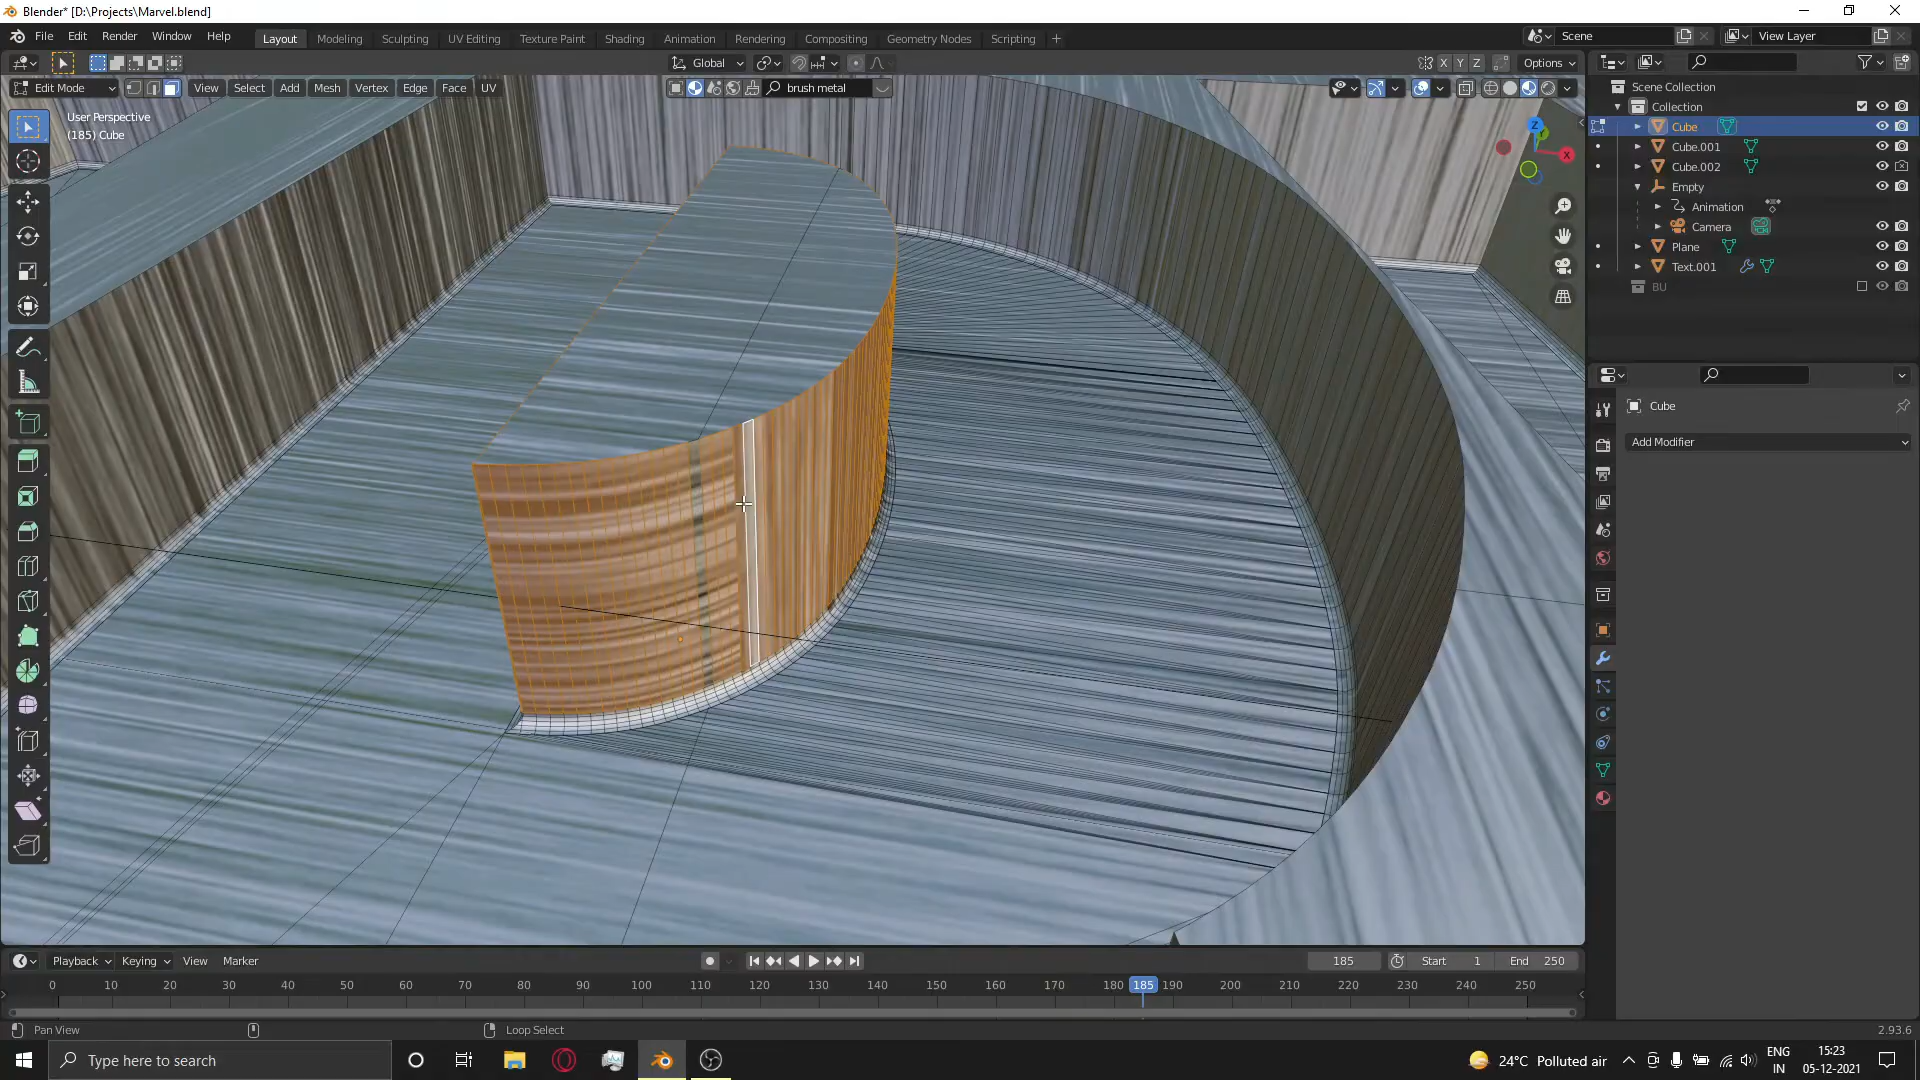 Blender* [D:\Projects\Marvel.blend]
File Edit Render Window Help
Layout Modeling Sculpting UV Editing Texture Paint Shading Animation Rendering Compositing Geometry Nodes Scripting +
Scene
View Layer
Global
X Y Z
Options
Edit Mode
View Select Add Mesh Vertex Edge Face UV
brush metal
User Perspective
(185) Cube
Z
X
Scene Collection
Collection
Cube
Cube.001
Cube.002
Empty
Animation
Camera
Plane
Text.001
BU
Cube
Add Modifier
Playback Keying View Marker
185
Start 1
End 250
0 10 20 30 40 50 60 70 80 90 100 110 120 130 140 150 160 170 180 185 190 200 210 220 230 240 250
Pan View
Loop Select
2.93.6
Type here to search
24°C Polluted air
ENG
IN
15:23
05-12-2021